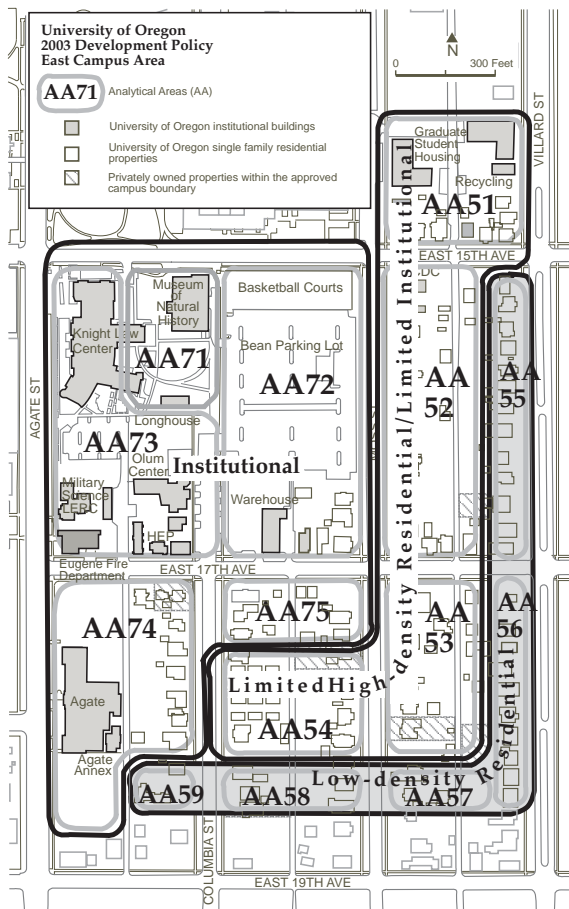 University of Oregon
2003 Development Policy
East Campus Area
AA71
Analytical Areas (AA)
University of Oregon institutional buildings
University of Oregon single family residential
properties
Privately owned properties within the approved
campus boundary
N
0 300 Feet
VILLARD ST
Graduate
Student
Housing
Recycling
AA51
EAST 15TH AVE
Museum
of
Natural
History
Basketball Courts
CDC
Knight Law
Center
AA71
Bean Parking Lot
AA72
AA
52
AA
55
AGATE ST
Longhouse
AA73
Olum
Center
Institutional
Military
Science
LERC
Warehouse
HEP
Eugene Fire
Department
EAST 17TH AVE
AA74
AA75
AA
53
AA
56
Limited High-density Residential/Limited Institutional
Agate
AA54
Agate
Annex
Low-density Residential
AA59
AA58
AA57
COLUMBIA ST
EAST 19TH AVE